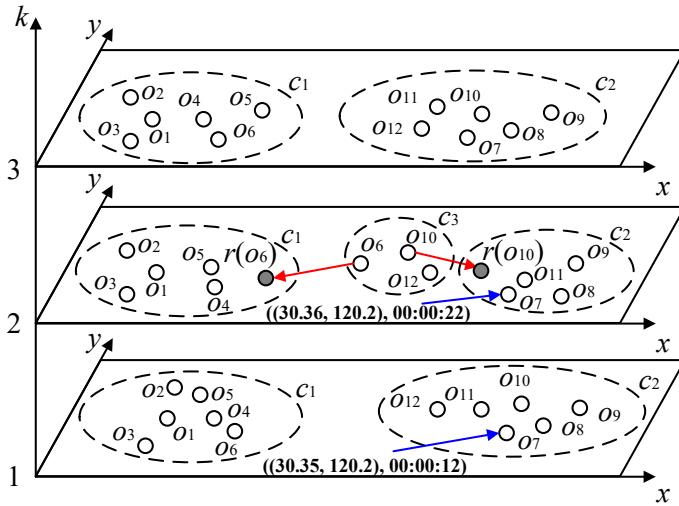 k
y
o2 o4 o5 c1
o3 o1 o6
o11 o10 c2
o12 o7 o8 o9
3
x
y
o2 o5 r(o6) c1
o3 o1 o4
o6 o10 c3
o12
r(o10) o9 c2
o11
o7 o8
((30.36, 120.2), 00:00:22)
2
x
y
o2 o5 c1
o3 o1 o4
o6
o10 c2
o12 o11 o9
o7 o8
((30.35, 120.2), 00:00:12)
1
x